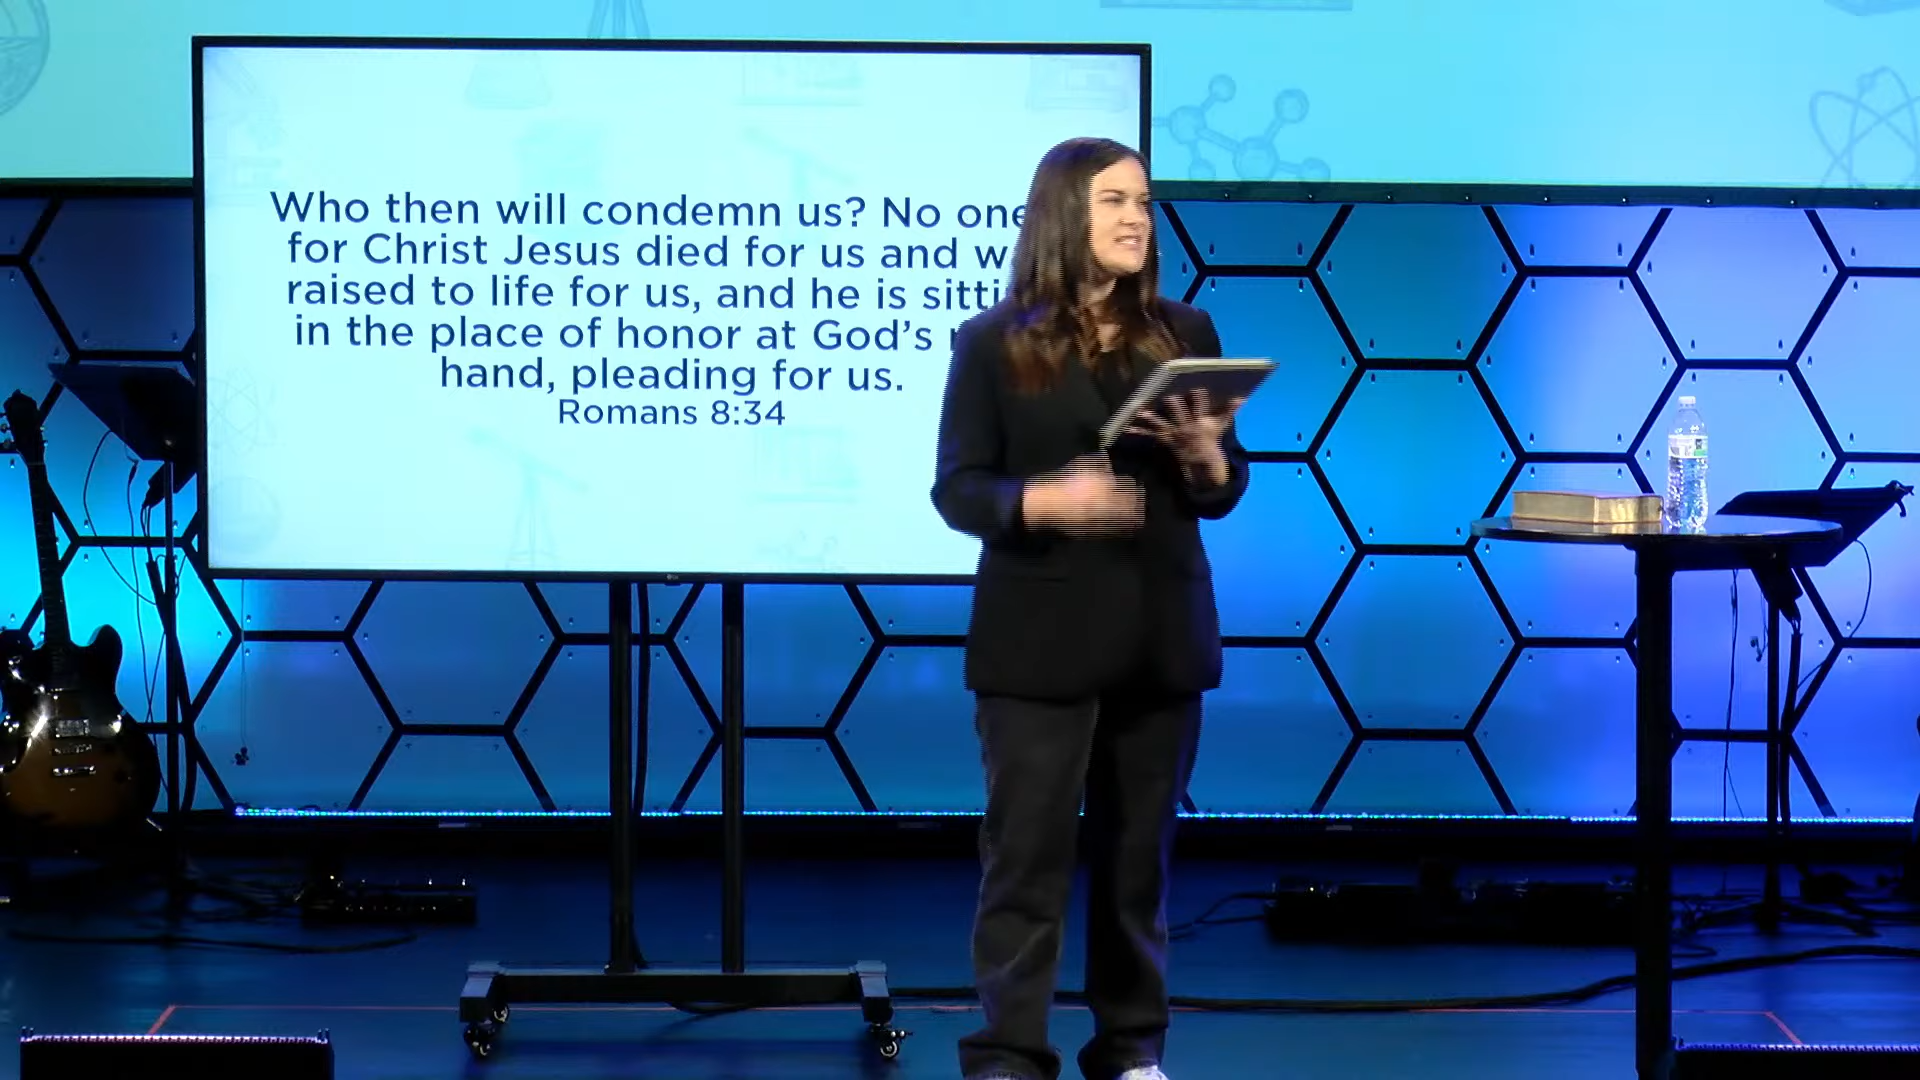 Who then will condemn us? No one
for Christ Jesus died for us and
raised to life for us, and he is
in the place of honor at God's
hand, pleading for us.
Romans 8:34